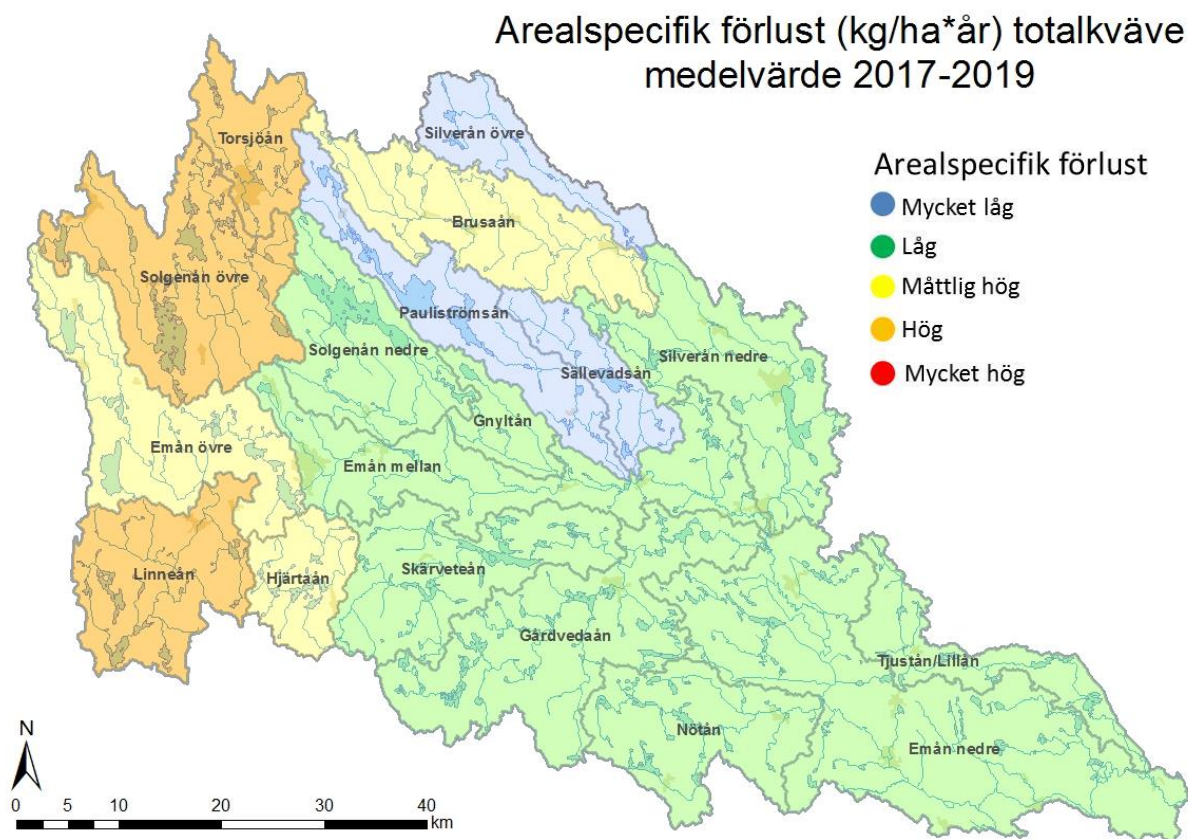 Arealspecifik förlust (kg/ha*år) totalkväve
medelvärde 2017-2019
Arealspecifik förlust
Mycket låg
Låg
Måttlig hög
Hög
Mycket hög
Torsjöån
Silverån övre
Brusaån
Solgenån övre
Pauliströmsån
Solgenån nedre
Silverån nedre
Sällevadsån
Gnyltån
Emån övre
Emån mellan
Skärveteån
Linneån
Hjärtaån
Gårdvedaån
Tjustån/Lillån
Nötån
Emån nedre
N
0 5 10 20 30 40
km